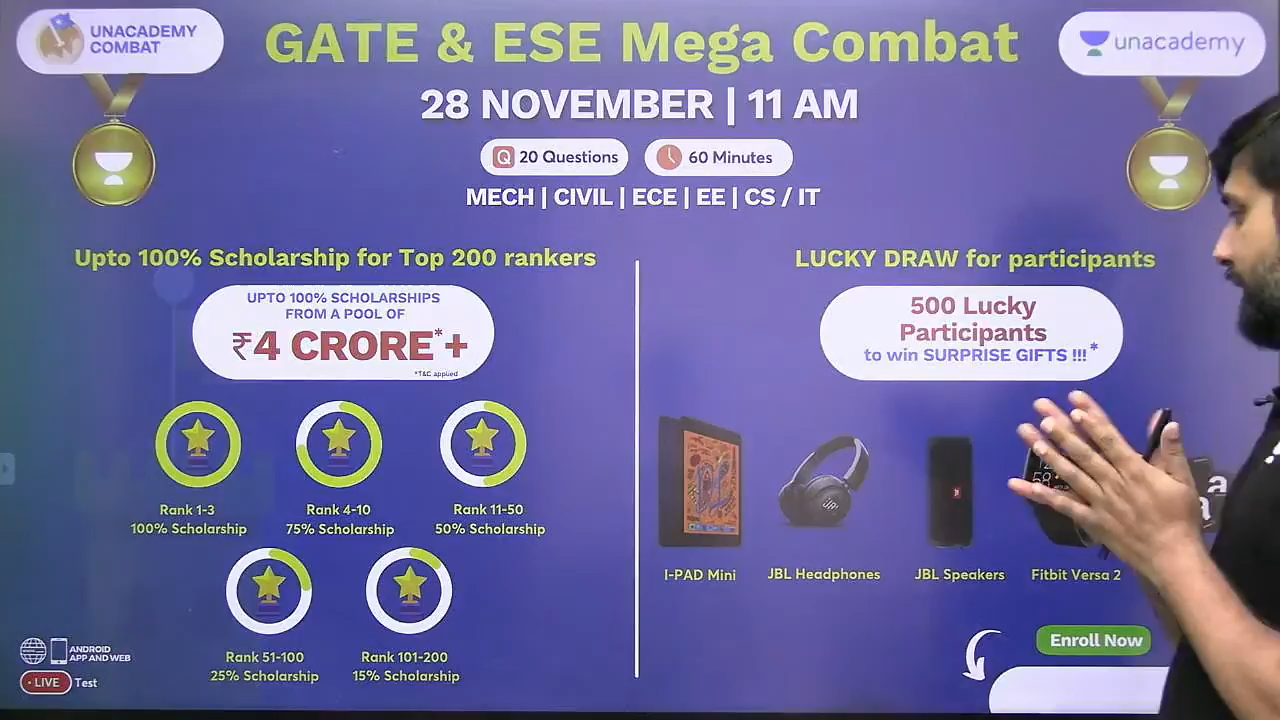 UNACADEMY
COMBAT
GATE & ESE Mega Combat
unacademy
28 NOVEMBER | 11 AM
20 Questions
60 Minutes
MECH | CIVIL | ECE | EE | CS / IT
Upto 100% Scholarship for Top 200 rankers
UPTO 100% SCHOLARSHIPS
FROM A POOL OF
₹4 CRORE*+
*T&C applied
Rank 1-3
100% Scholarship
Rank 4-10
75% Scholarship
Rank 11-50
50% Scholarship
Rank 51-100
25% Scholarship
Rank 101-200
15% Scholarship
ANDROID
APP AND WEB
• LIVE Test
LUCKY DRAW for participants
500 Lucky
Participants
to win SURPRISE GIFTS !!! *
JBL
I-PAD Mini
JBL Headphones
JBL Speakers
Fitbit Versa 2
Enroll Now